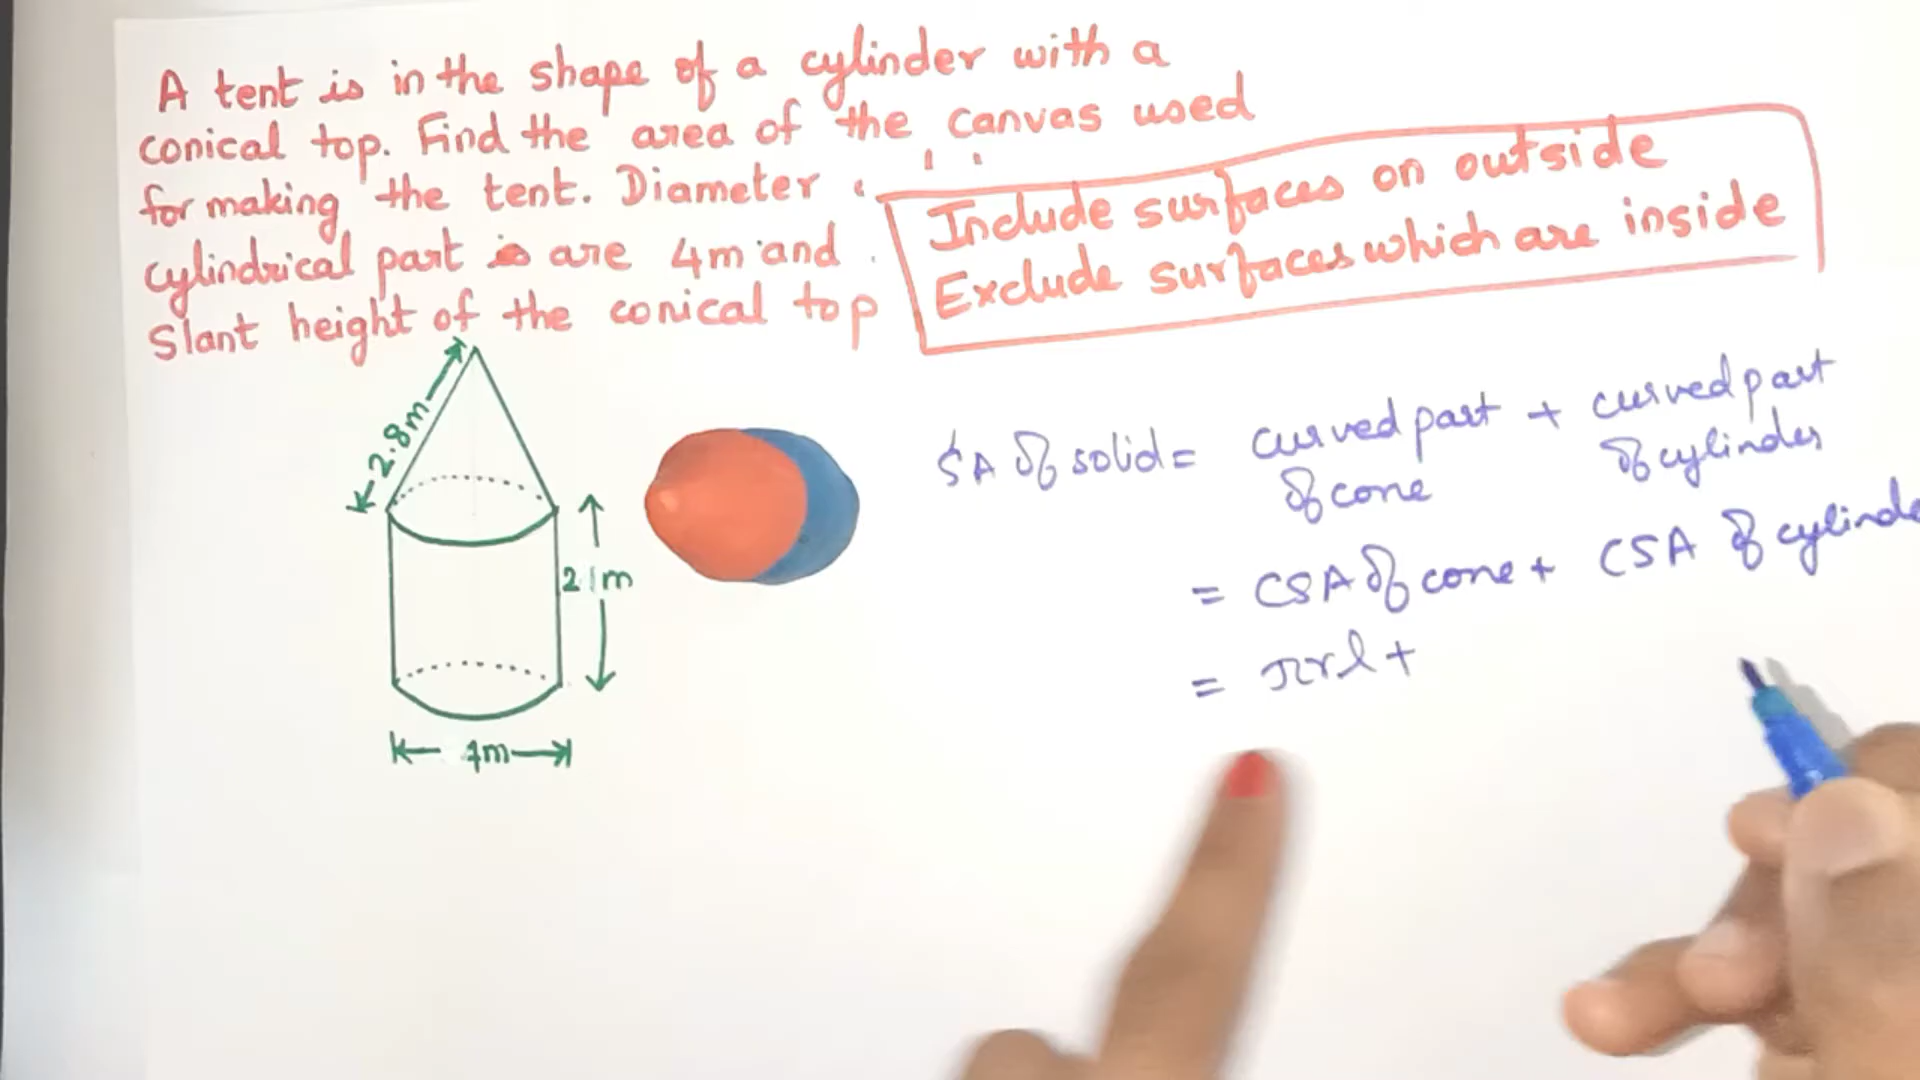 A tent is in the shape of a cylinder with a
conical top. Find the area of the canvas used
for making the tent. Diameter
cylindrical part is are 4m and
Slant height of the conical top
Include surfaces on outside
Exclude surfaces which are inside
2.8m
2.1m
4m
SA of solid = curved part + curved part
of cone of cylinder
= CSA of cone + CSA of cylinde
= πrl +